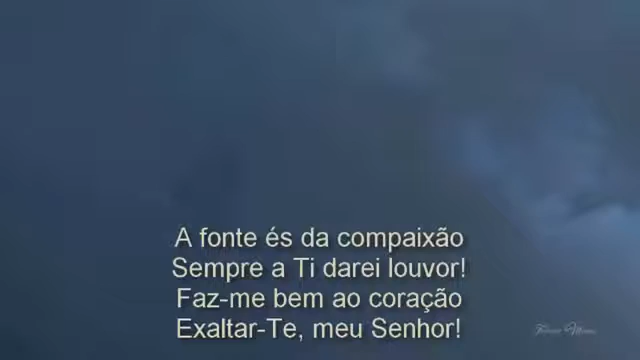 A fonte és da compaixão
Sempre a Ti darei louvor!
Faz-me bem ao coração
Exaltar-Te, meu Senhor!